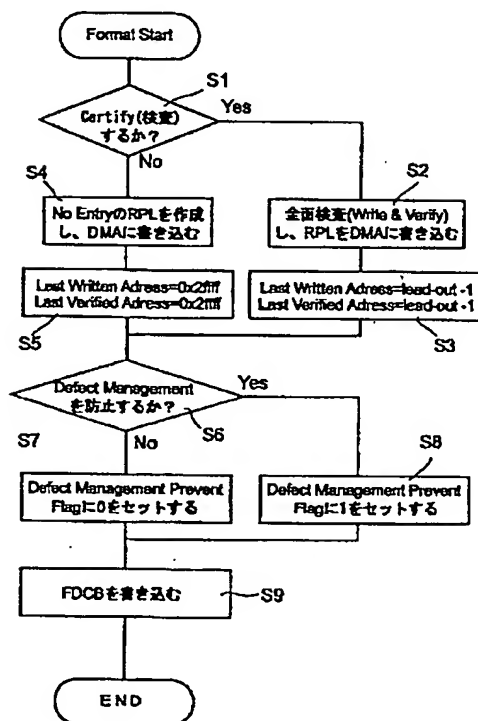 Format Start
S1
Certify(検査)
するか?
Yes
No
S4
S2
No EntryのRPLを作成
し、DMAに書き込む
全面検査(Write & Verify)
し、RPLをDMAに書き込む
Last Written Adress=0x2ffff
Last Verified Adress=0x2ffff
Last Written Adress=lead-out -1
Last Verified Adress=lead-out -1
S5
S3
Defect Management
を防止するか?
Yes
S6
S7
No
S8
Defect Management Prevent
Flagに0をセットする
Defect Management Prevent
Flagに1をセットする
FDCBを書き込む
S9
END